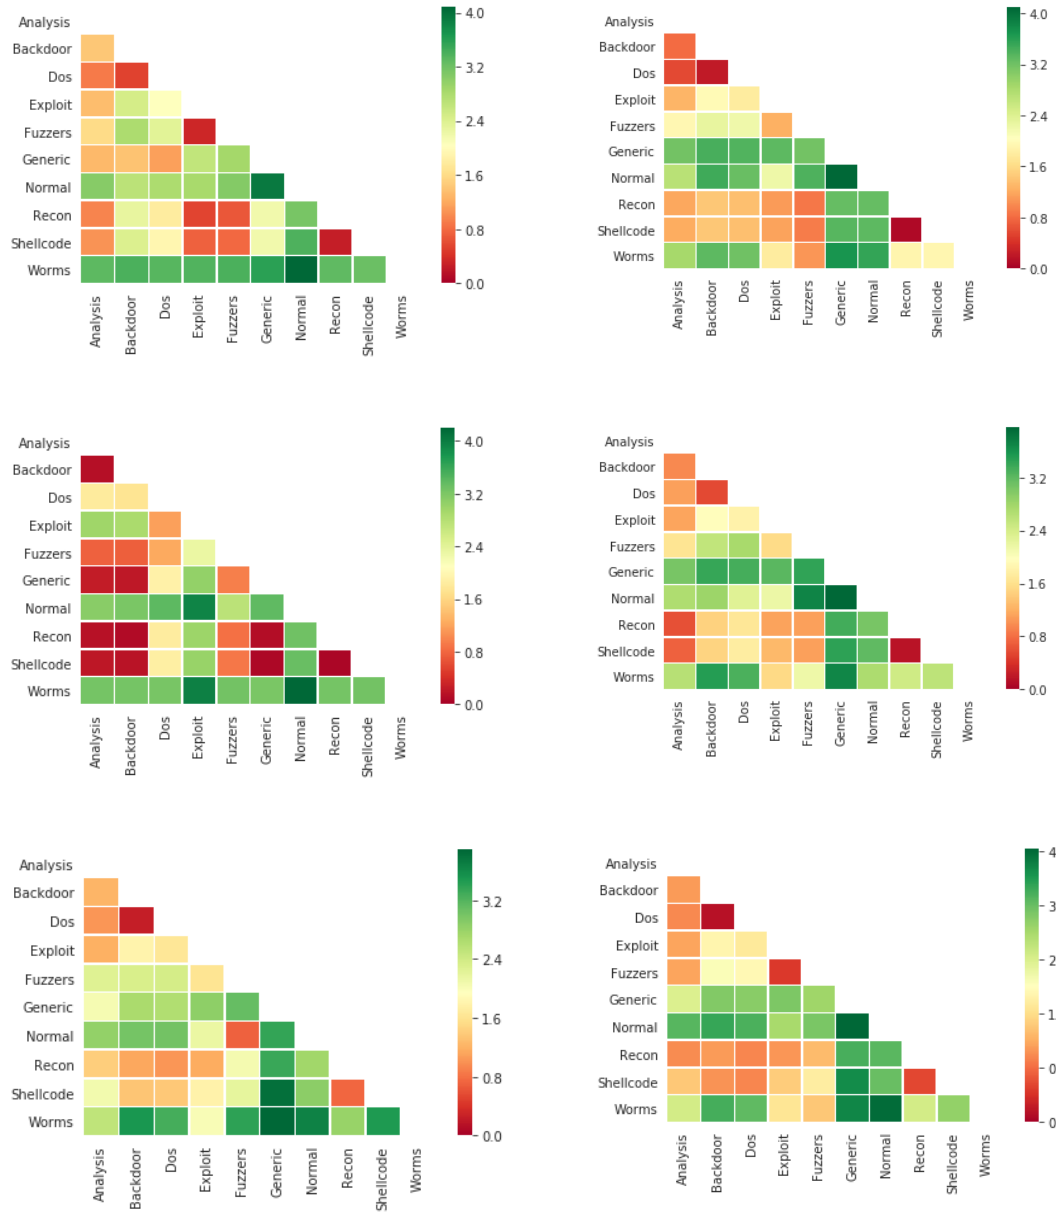 Analysis
Backdoor
Dos
Exploit
Fuzzers
Generic
Normal
Recon
Shellcode
Worms
Analysis
Backdoor
Dos
Exploit
Fuzzers
Generic
Normal
Recon
Shellcode
Worms
4.0
3.2
2.4
1.6
0.8
0.0
Analysis
Backdoor
Dos
Exploit
Fuzzers
Generic
Normal
Recon
Shellcode
Worms
Analysis
Backdoor
Dos
Exploit
Fuzzers
Generic
Normal
Recon
Shellcode
Worms
4.0
3.2
2.4
1.6
0.8
0.0
Analysis
Backdoor
Dos
Exploit
Fuzzers
Generic
Normal
Recon
Shellcode
Worms
Analysis
Backdoor
Dos
Exploit
Fuzzers
Generic
Normal
Recon
Shellcode
Worms
4.0
3.2
2.4
1.6
0.8
0.0
Analysis
Backdoor
Dos
Exploit
Fuzzers
Generic
Normal
Recon
Shellcode
Worms
Analysis
Backdoor
Dos
Exploit
Fuzzers
Generic
Normal
Recon
Shellcode
Worms
3.2
2.4
1.6
0.8
0.0
Analysis
Backdoor
Dos
Exploit
Fuzzers
Generic
Normal
Recon
Shellcode
Worms
Analysis
Backdoor
Dos
Exploit
Fuzzers
Generic
Normal
Recon
Shellcode
Worms
3.2
2.4
1.6
0.8
0.0
Analysis
Backdoor
Dos
Exploit
Fuzzers
Generic
Normal
Recon
Shellcode
Worms
Analysis
Backdoor
Dos
Exploit
Fuzzers
Generic
Normal
Recon
Shellcode
Worms
4
3
2
1
0
0